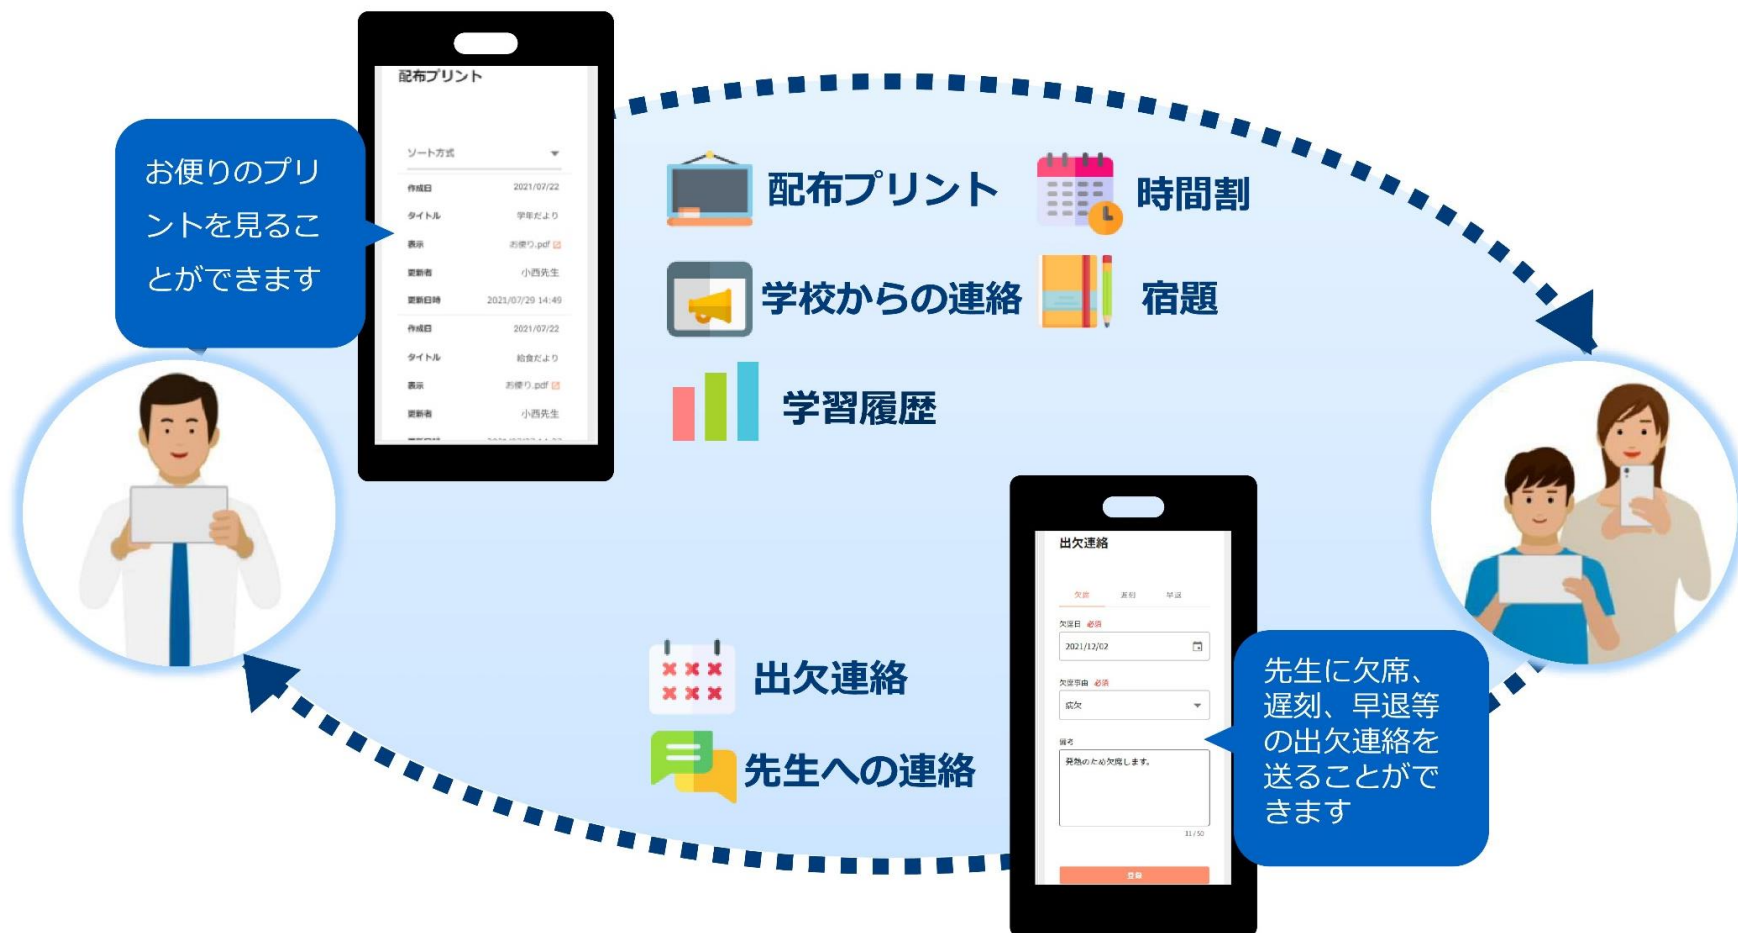 お便りのプリ
ントを見るこ
とができます
配布プリント
ソート方式
作成日 2021/07/22
タイトル 学年だより
表示 お便り.pdf
更新者 小西先生
更新日時 2021/07/29 14:49
作成日 2021/07/22
タイトル 給食だより
表示 お便り.pdf
更新者 小西先生
配布プリント 時間割
学校からの連絡 宿題
学習履歴
出欠連絡
先生への連絡
出欠連絡
欠席 遅刻 早退
欠席日 必須
2021/12/02
欠席事由 必須
病欠
備考
発熱のため欠席します。
11/50
登録
先生に欠席、
遅刻、早退等
の出欠連絡を
送ることがで
きます